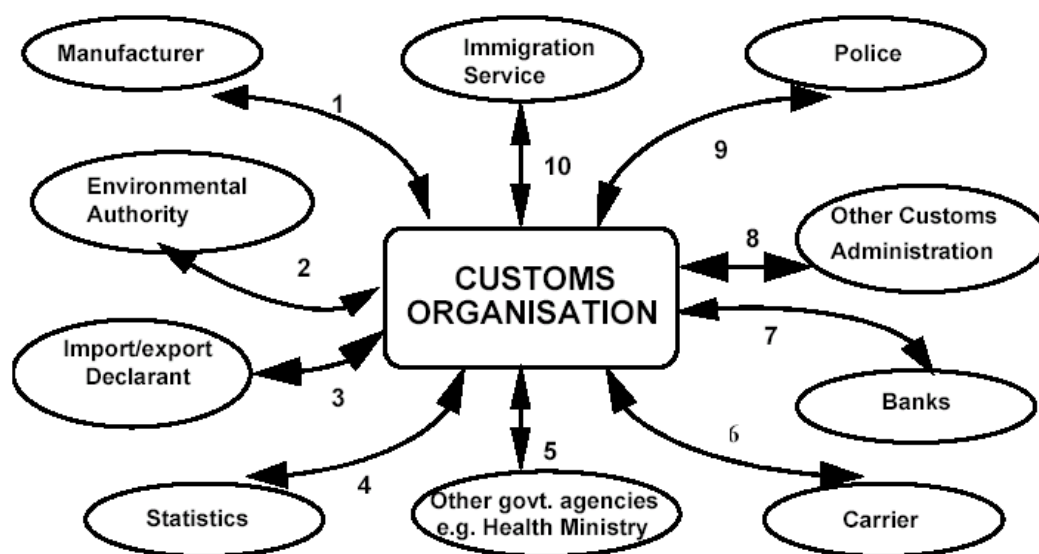 Manufacturer
Immigration
Service
Police
1
10
9
Environmental
Authority
Other Customs
Administration
8
2
CUSTOMS
ORGANISATION
7
Import/export
Declarant
3
Banks
6
4
5
Statistics
Other govt. agencies
e.g. Health Ministry
Carrier